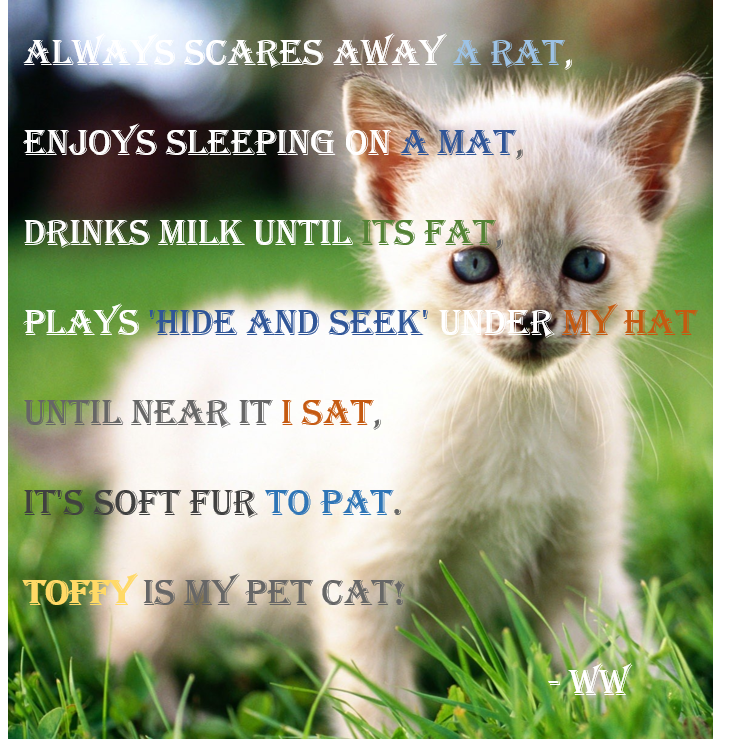 ALWAYS SCARES AWAY A RAT,
ENJOYS SLEEPING ON A MAT,
DRINKS MILK UNTIL ITS FAT,
PLAYS 'HIDE AND SEEK' UNDER MY HAT
UNTIL NEAR IT I SAT,
IT'S SOFT FUR TO PAT.
TOFFY IS MY PET CAT!
- WW